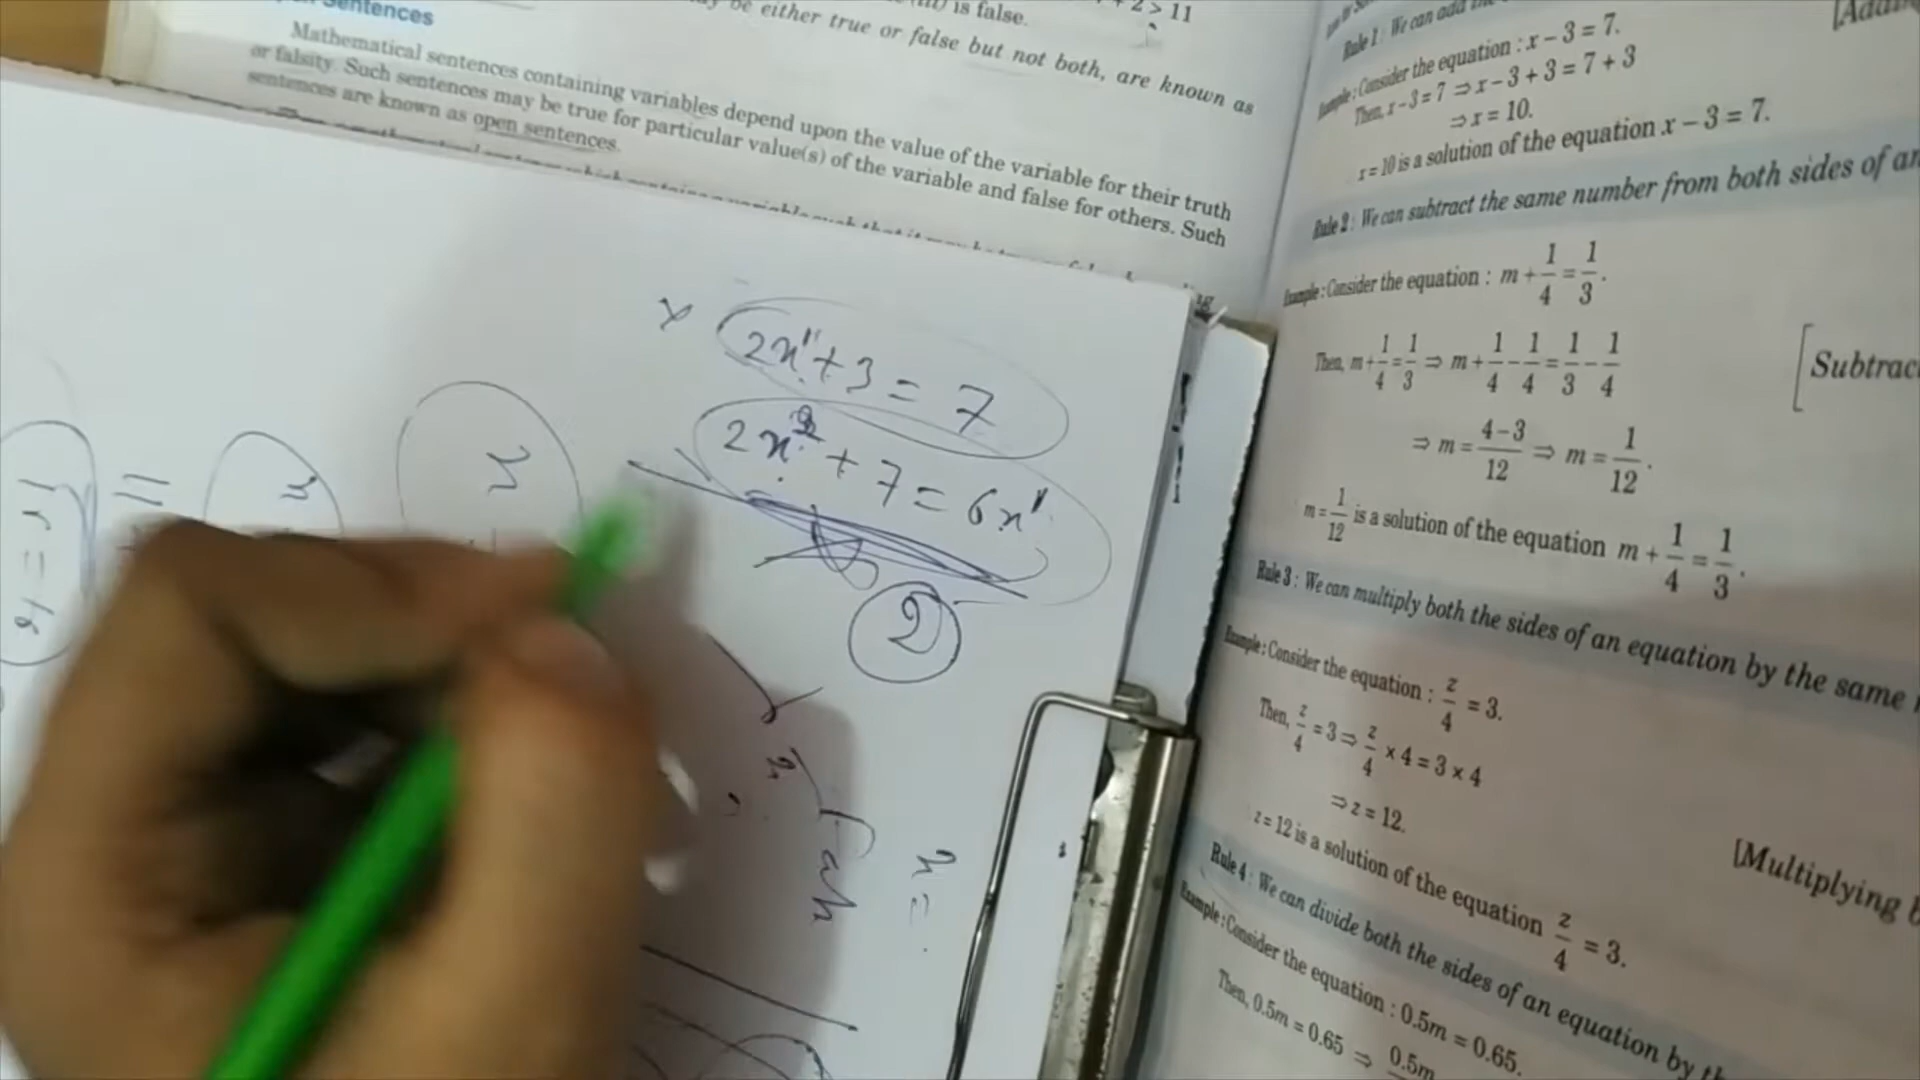 Sentences
(iii) is false.
+ 2 > 11
be either true or false but not both, are known as
Mathematical sentences containing variables depend upon the value of the variable for their truth
or falsity. Such sentences may be true for particular value(s) of the variable and false for others. Such
sentences are known as open sentences.
2x¹ + 3 = 7
+ 7 = 6x¹
2
Rule 1 : We can add
Example : Consider the equation : x − 3 = 7.
Then, x − 3 = 7 ⇒ x − 3 + 3 = 7 + 3
⇒ x = 10.
x = 10 is a solution of the equation x − 3 = 7.
Rule 2 : We can subtract the same number from both sides of
Example : Consider the equation : m + 1/4 = 1/3.
Then, m + 1/4 = 1/3 ⇒ m + 1/4 − 1/4 = 1/3 − 1/4
[Subtrac
⇒ m = 4−3/12 ⇒ m = 1/12.
m = 1/12 is a solution of the equation m + 1/4 = 1/3.
Rule 3 : We can multiply both the sides of an equation by the same
Example : Consider the equation : z/4 = 3.
Then, z/4 = 3 ⇒ z/4 × 4 = 3 × 4
⇒ z = 12.
[Multiplying
z = 12 is a solution of the equation z/4 = 3.
Rule 4 : We can divide both the sides of an equation by
Example : Consider the equation : 0.5m = 0.65.
Then, 0.5m = 0.65 ⇒ 0.5m